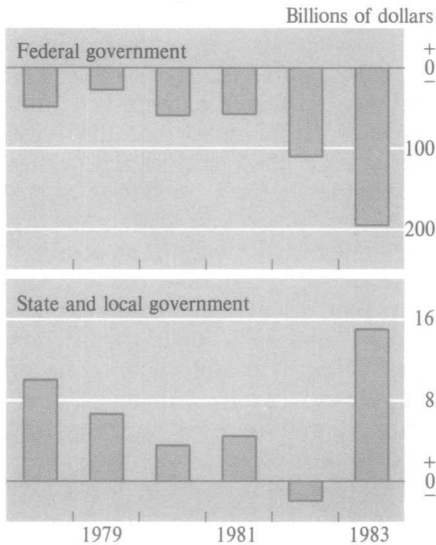 Billions of dollars
Federal government
+
0
–
100
200
State and local government
16
8
+
0
–
1979 1981 1983